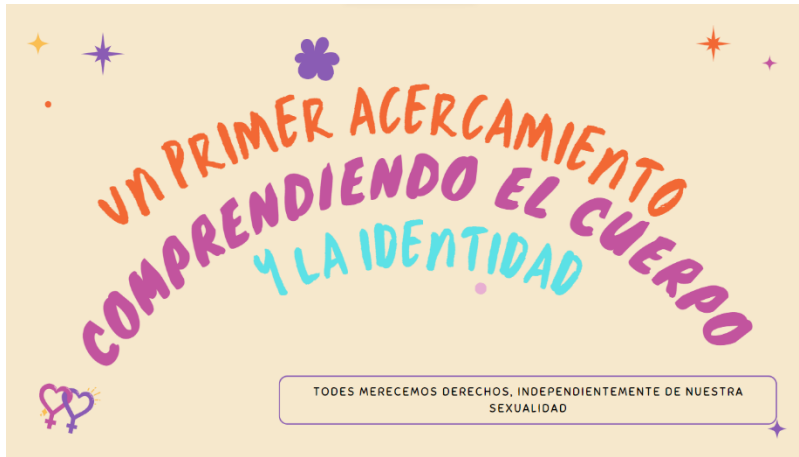 UN PRIMER ACERCAMIENTO
COMPRENDIENDO EL CUERPO
Y LA IDENTIDAD
TODES MERECEMOS DERECHOS, INDEPENDIENTEMENTE DE NUESTRA
SEXUALIDAD